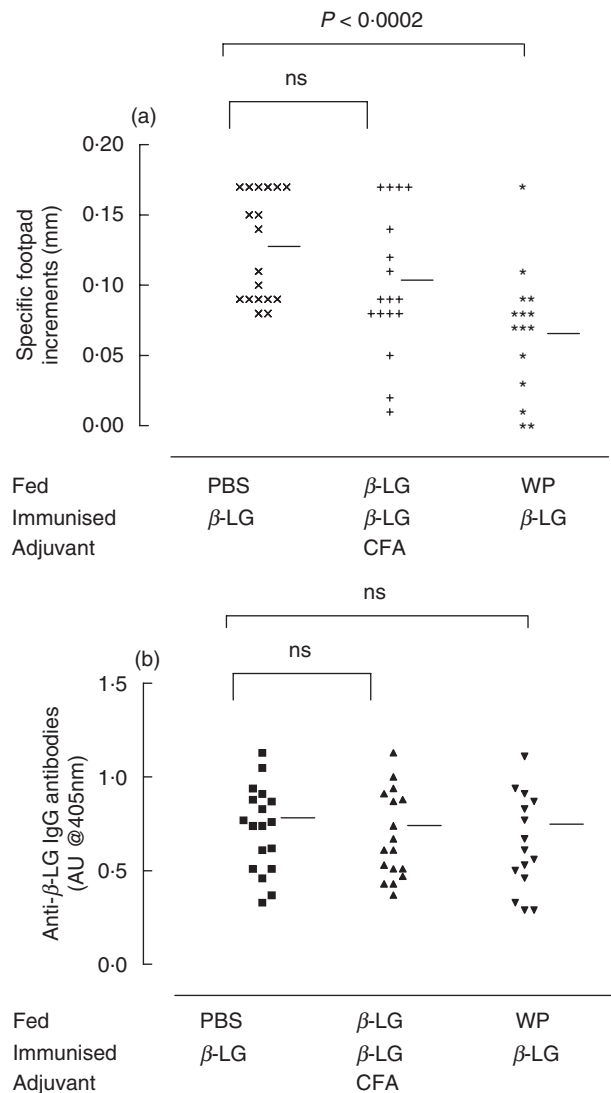 P < 0·0002
ns
(a)
0·20
0·15
0·10
0·05
0·00
Specific footpad
increments (mm)
Fed PBS β-LG WP
Immunised β-LG β-LG β-LG
Adjuvant CFA
ns
ns
(b)
1·5
1·0
0·5
0·0
Anti-β-LG IgG antibodies
(AU @405nm)
Fed PBS β-LG WP
Immunised β-LG β-LG β-LG
Adjuvant CFA